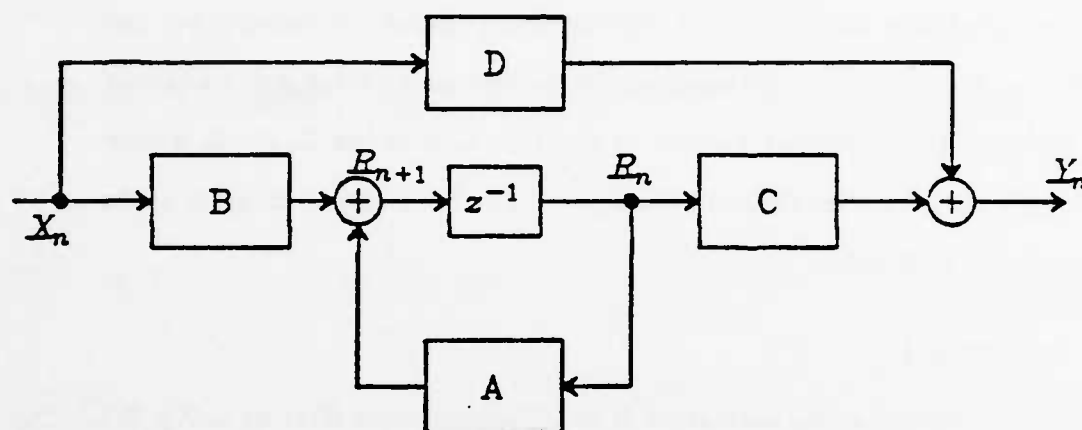 D
R_{n+1}
R_n
Y_n
B
+
z^{-1}
C
+
X_n
A